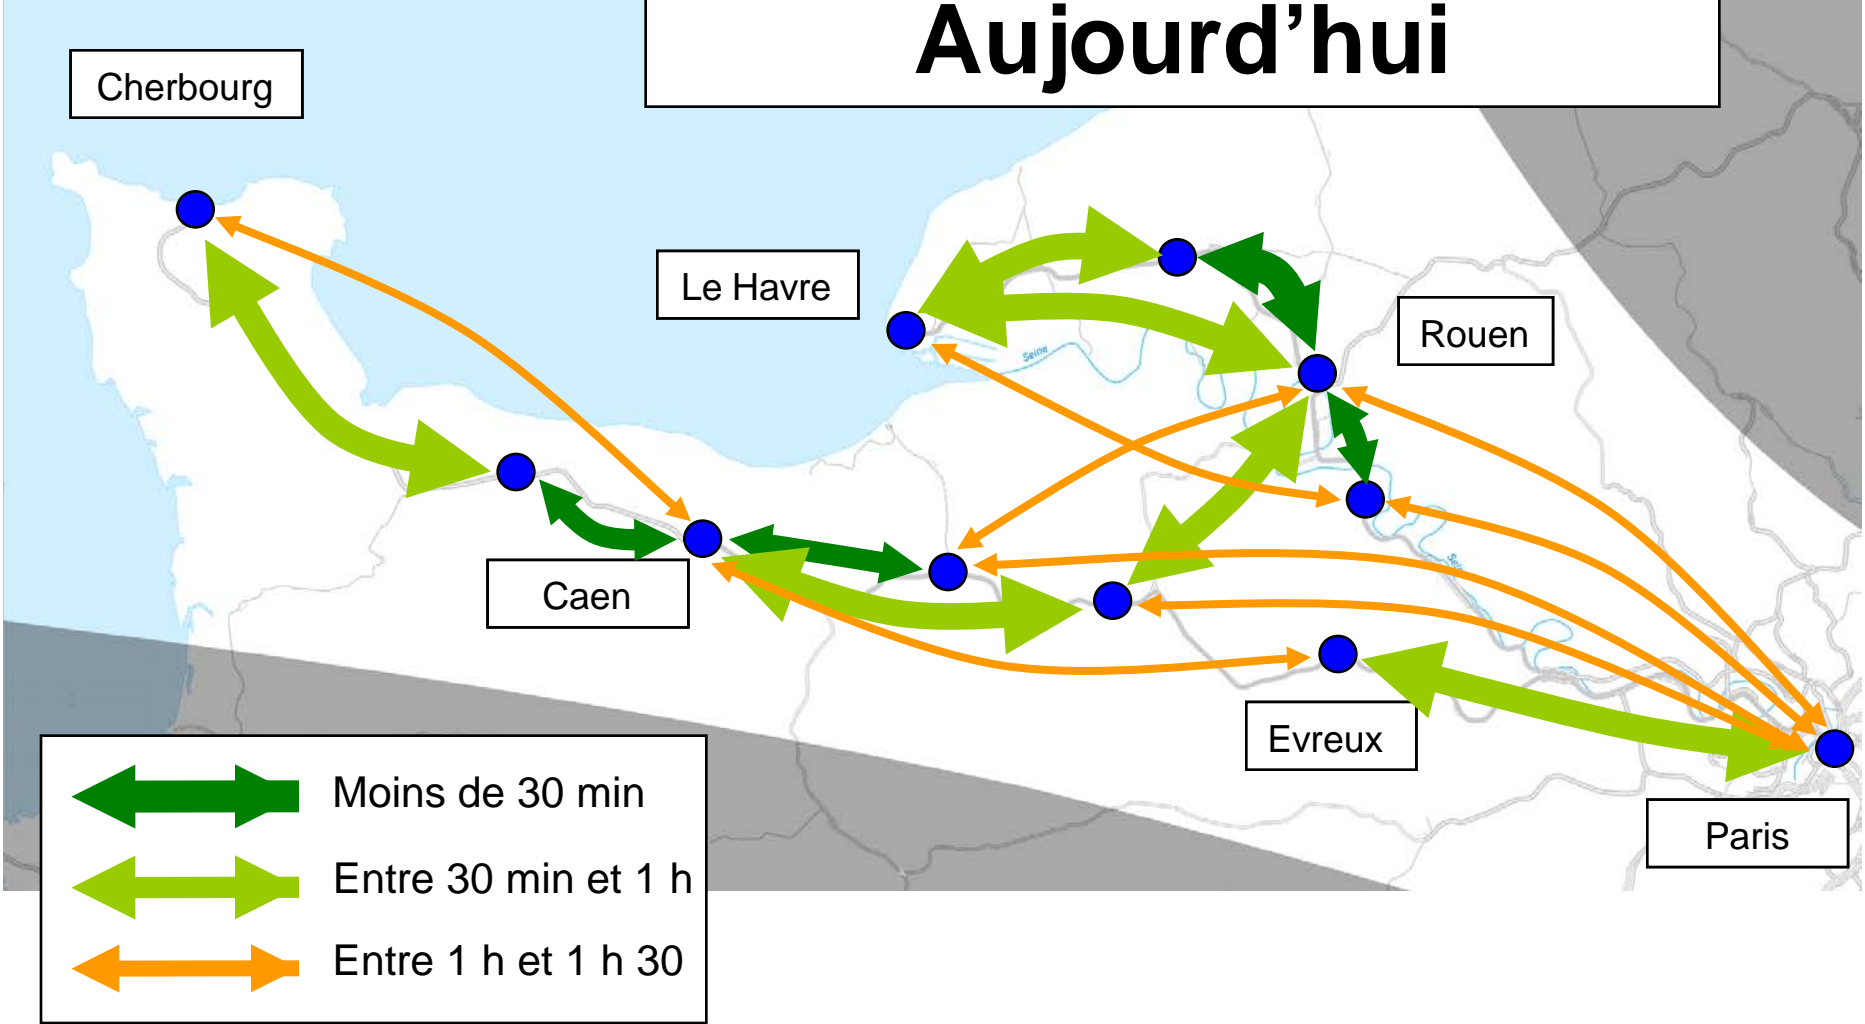 Aujourd’hui
Cherbourg
Le Havre
Rouen
Seine
Caen
Evreux
Paris
Moins de 30 min
Entre 30 min et 1 h
Entre 1 h et 1 h 30